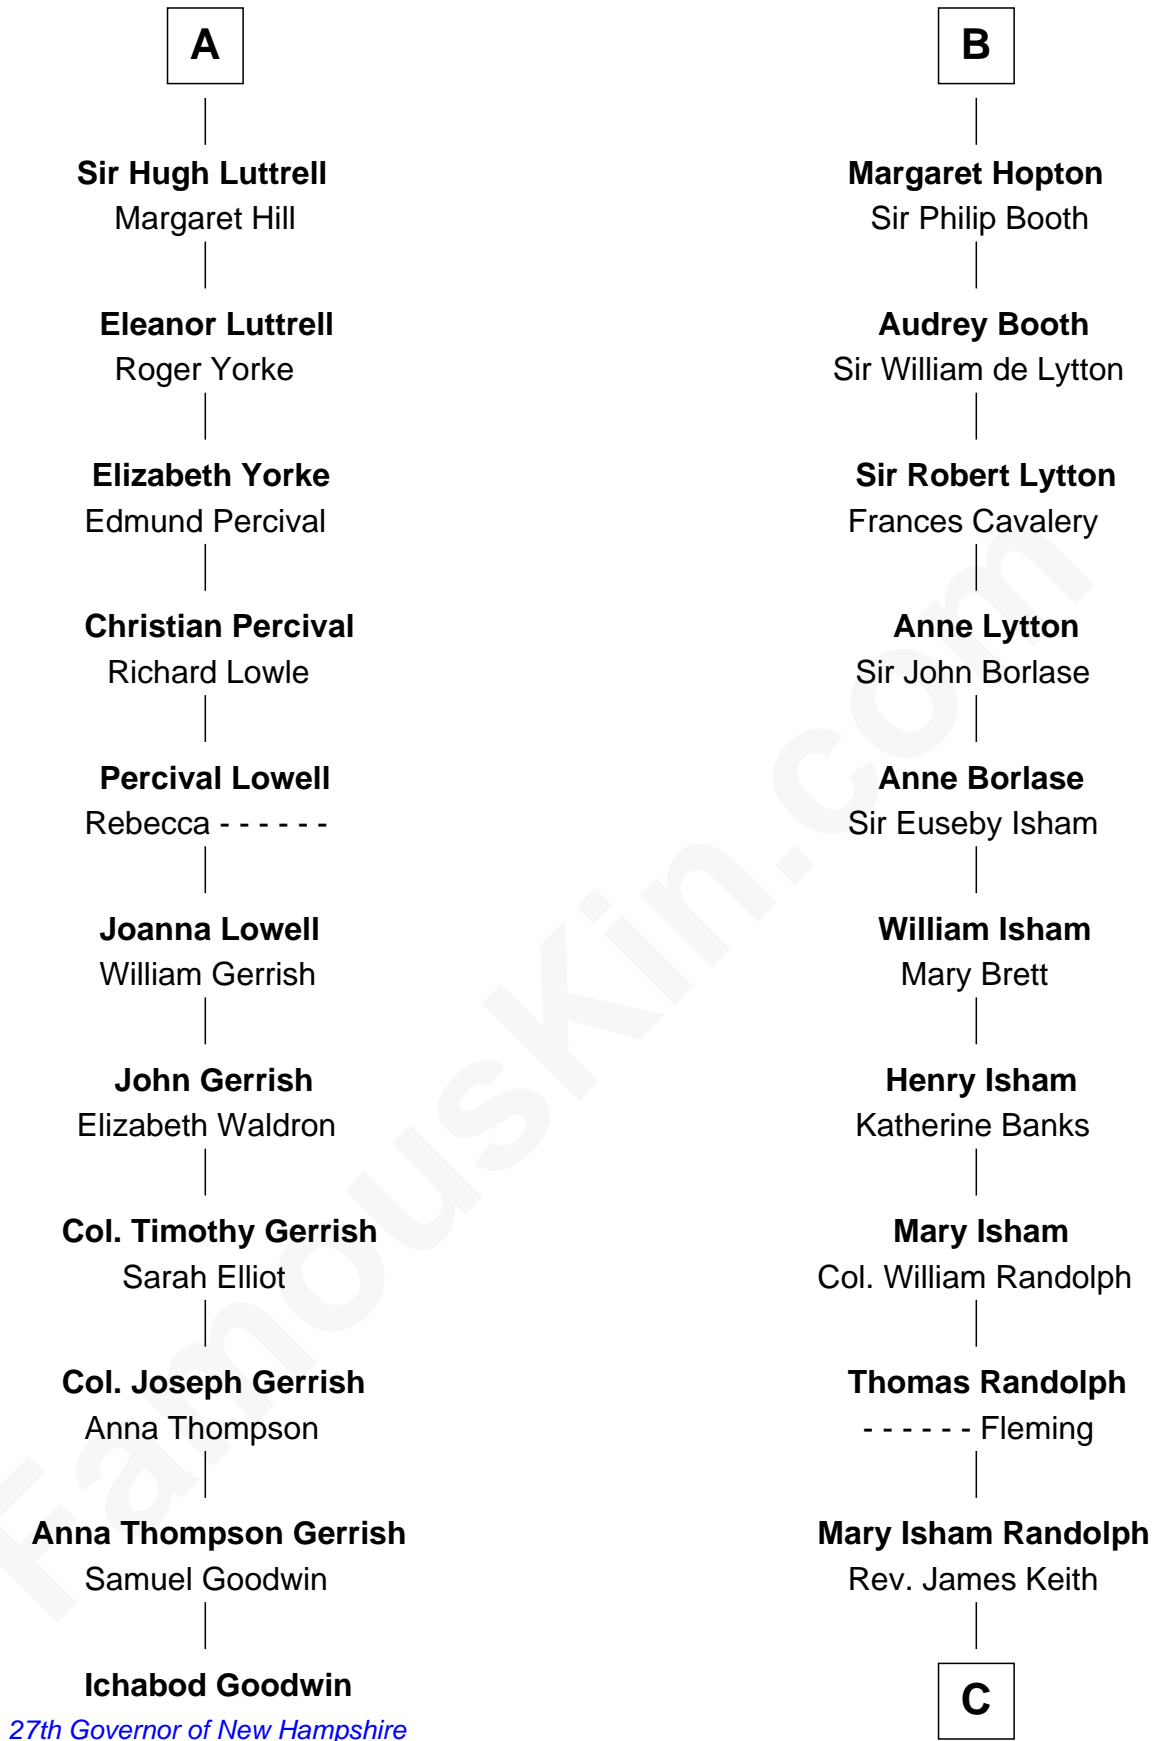 A
Sir Hugh Luttrell
Margaret Hill
Eleanor Luttrell
Roger Yorke
Elizabeth Yorke
Edmund Percival
Christian Percival
Richard Lowle
Percival Lowell
Rebecca - - - - - -
Joanna Lowell
William Gerrish
John Gerrish
Elizabeth Waldron
Col. Timothy Gerrish
Sarah Elliot
Col. Joseph Gerrish
Anna Thompson
Anna Thompson Gerrish
Samuel Goodwin
Ichabod Goodwin
27th Governor of New Hampshire
B
Margaret Hopton
Sir Philip Booth
Audrey Booth
Sir William de Lytton
Sir Robert Lytton
Frances Cavalery
Anne Lytton
Sir John Borlase
Anne Borlase
Sir Euseby Isham
William Isham
Mary Brett
Henry Isham
Katherine Banks
Mary Isham
Col. William Randolph
Thomas Randolph
- - - - - - Fleming
Mary Isham Randolph
Rev. James Keith
C
FamousKin.com